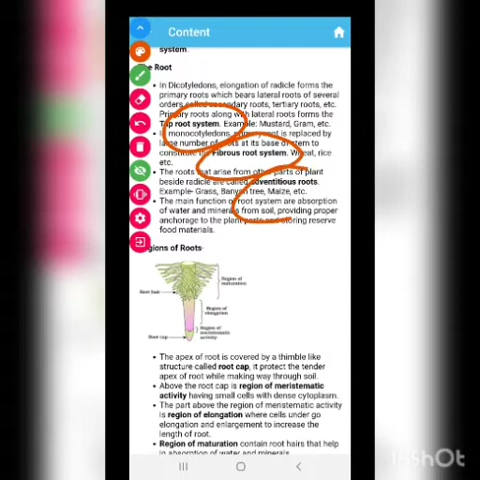 Content
system.
e Root
In Dicotyledons, elongation of radicle forms the
primary roots which bears lateral roots of several
orders called secondary roots, tertiary roots, etc.
Primary roots along with lateral roots forms the
Tap root system. Example: Mustard, Gram, etc.
monocotyledons, root is replaced by
large number of roots at its base of stem to
constitute the Fibrous root system. Wheat, rice
etc.
The roots that arise from other parts of plant
beside radicle are called adventitious roots.
Example- Grass, Banyan tree, Maize, etc.
The main function of root system are absorption
of water and minerals from soil, providing proper
anchorage to the plant parts and storing reserve
food materials.
gions of Roots
Region of
maturation
Root hair
Region of
elongation
Region of
meristematic
activity
Root cap
The apex of root is covered by a thimble like
structure called root cap, it protect the tender
apex of root while making way through soil.
Above the root cap is region of meristematic
activity having small cells with dense cytoplasm.
The part above the region of meristematic activity
is region of elongation where cells under go
elongation and enlargement to increase the
length of root.
Region of maturation contain root hairs that help
in absorption of water and minerals